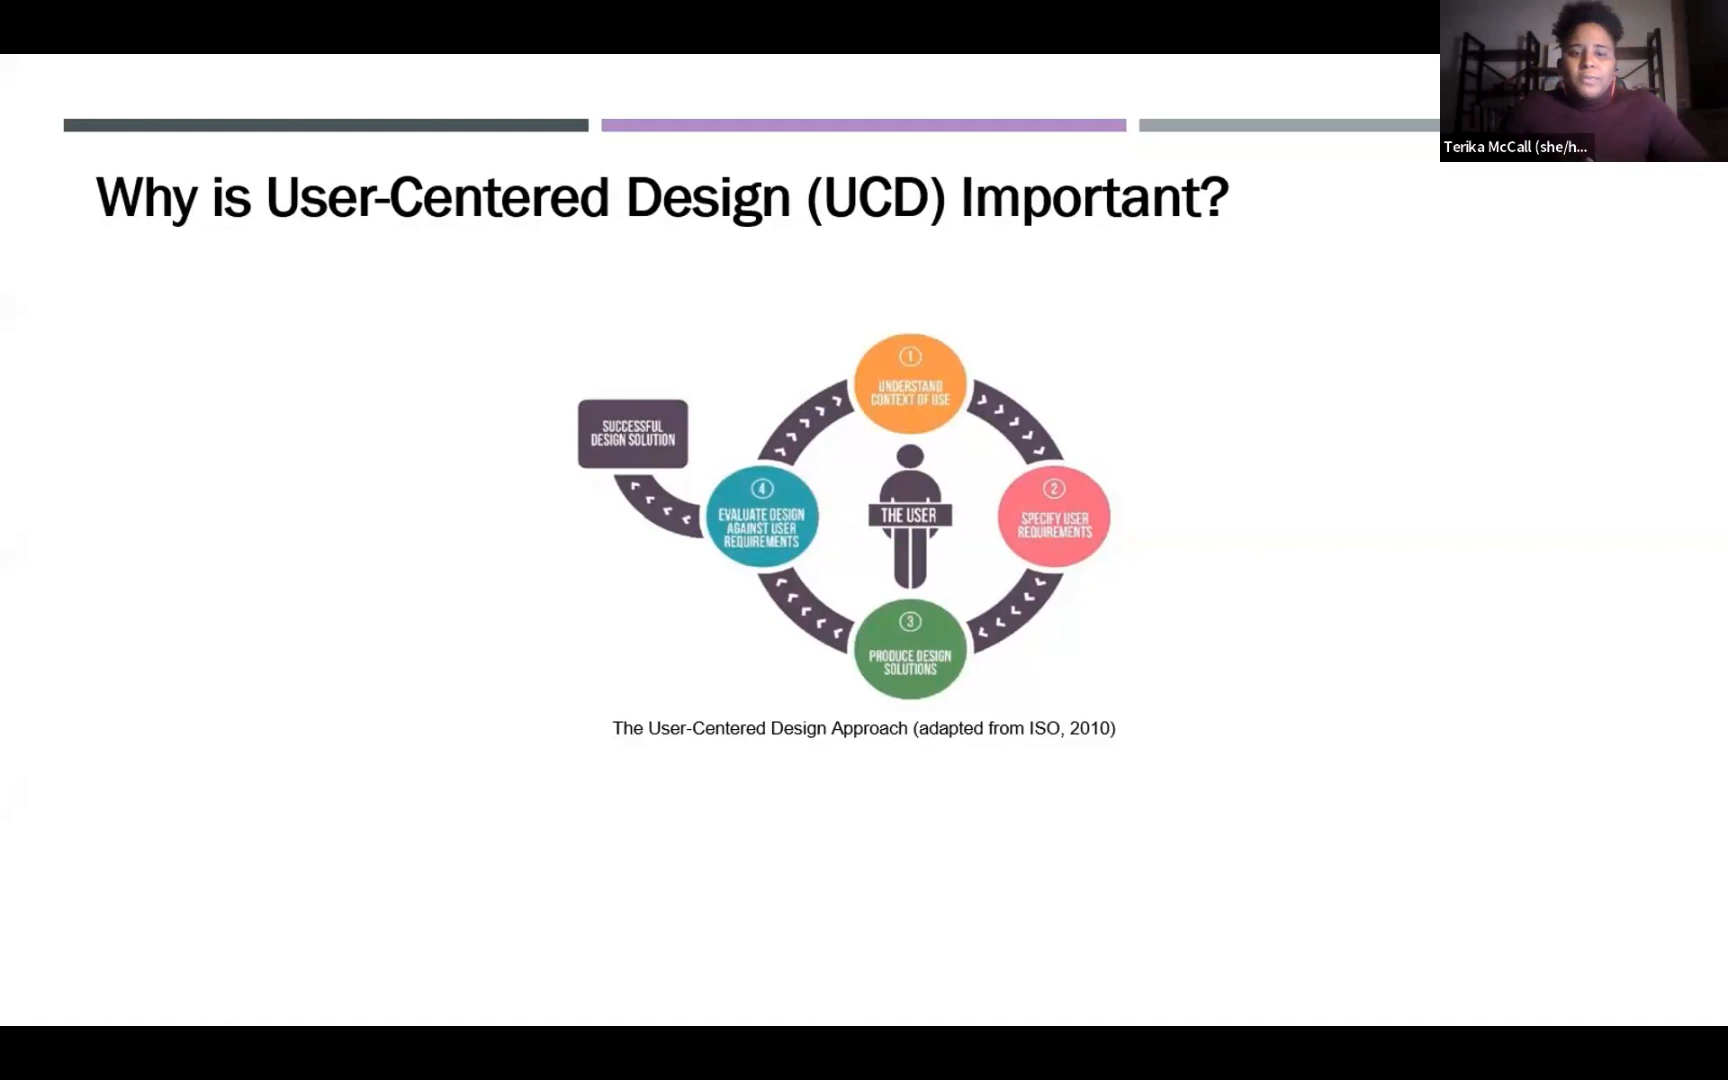 Terika McCall (she/h...
Why is User-Centered Design (UCD) Important?
1
UNDERSTAND
CONTEXT OF USE
SUCCESSFUL
DESIGN SOLUTION
4
EVALUATE DESIGN
AGAINST USER
REQUIREMENTS
THE USER
2
SPECIFY USER
REQUIREMENTS
3
PRODUCE DESIGN
SOLUTIONS
The User-Centered Design Approach (adapted from ISO, 2010)